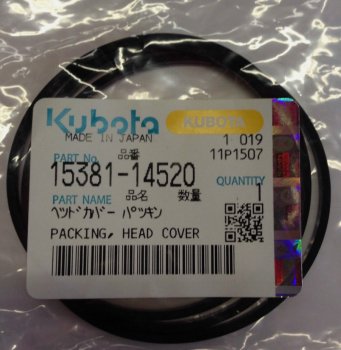 Kubota KUBOTA
MADE IN JAPAN 1 019
PART No. 品番 11P1507
15381-14520 QUANTITY
品名 数量 1
PART NAME
ヘッドカバー パッキン
PACKING, HEAD COVER